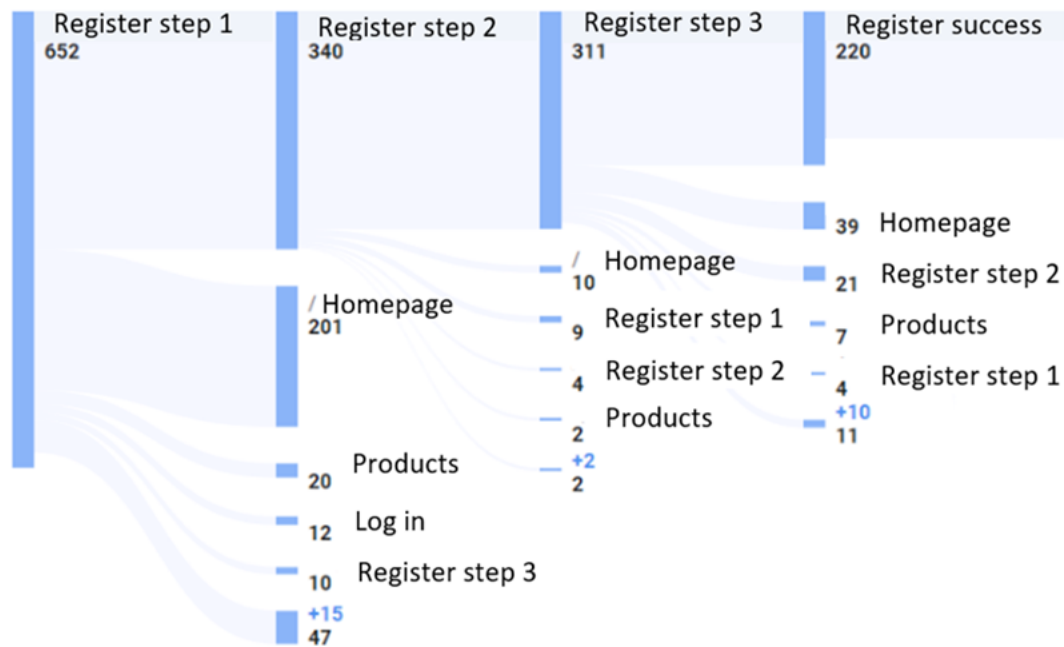 Register step 1
652
Register step 2
340
Register step 3
311
Register success
220
/ Homepage
201
Products
20
Log in
12
Register step 3
10
+15
47
/ Homepage
10
Register step 1
9
Register step 2
4
Products
2
+2
2
Homepage
39
Register step 2
21
Products
7
Register step 1
4
+10
11